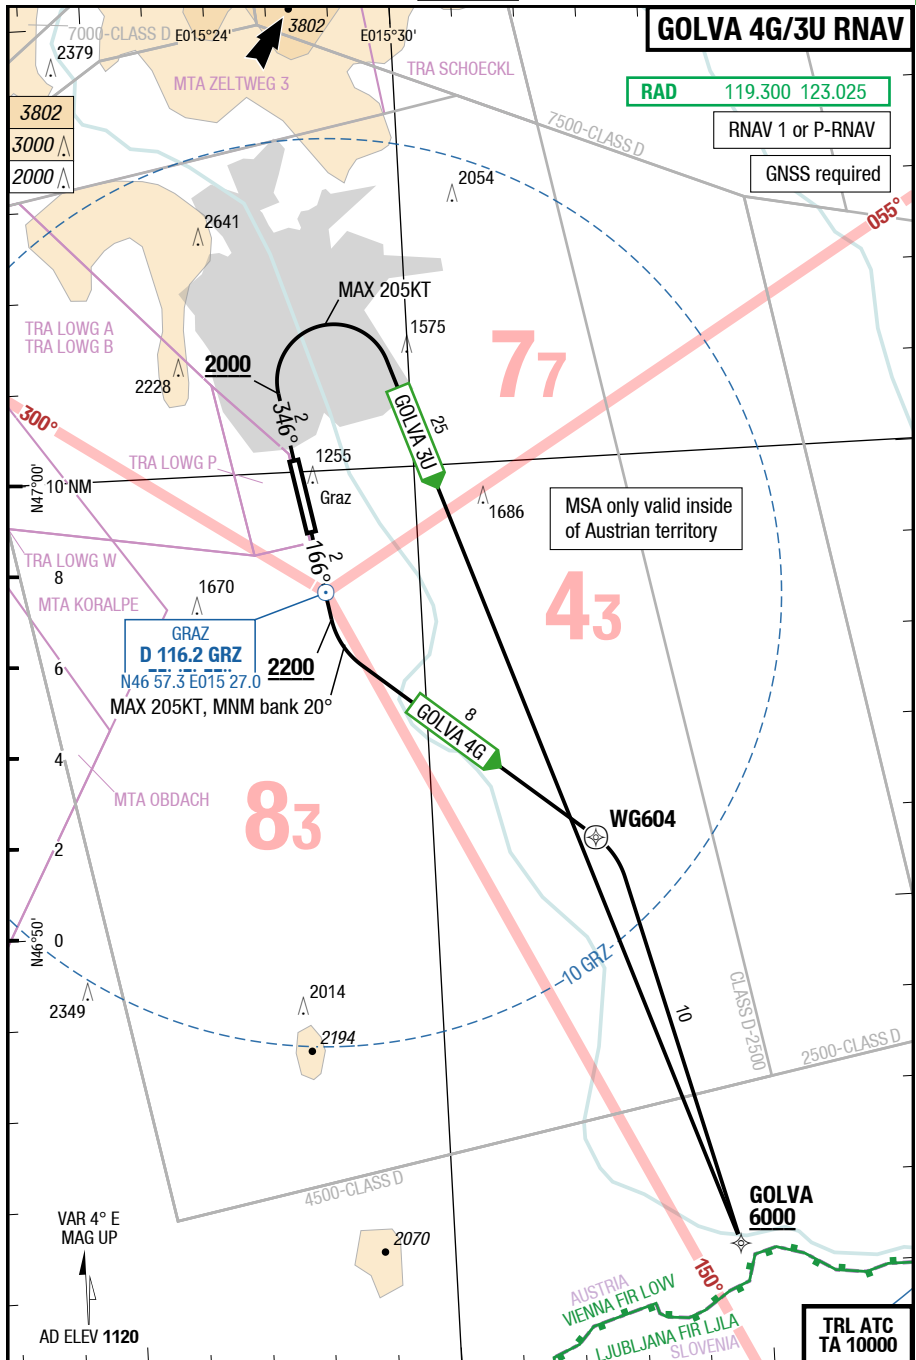 GOLVA 4G/3U RNAV
7000-CLASS D
E015°24'
3802
E015°30'
2379
MTA ZELTWEG 3
TRA SCHOECKL
RAD 119.300 123.025
3802
3000
2000
7500-CLASS D
RNAV 1 or P-RNAV
GNSS required
2054
055°
2641
MAX 205KT
TRA LOWG A
TRA LOWG B
1575
77
2000
2228
300°
2
346°
25
GOLVA 3U
TRA LOWG P
1255
N47°00'
10 NM
Graz
1686
MSA only valid inside
of Austrian territory
TRA LOWG W
2
166°
8
MTA KORALPE
1670
43
GRAZ
D 116.2 GRZ
N46 57.3 E015 27.0
6
2200
MAX 205KT, MNM bank 20°
8
GOLVA 4G
4
MTA OBDACH
83
WG604
2
N46°50'
0
10 GRZ
2349
2014
CLASS D-2500
10
2194
2500-CLASS D
4500-CLASS D
GOLVA
6000
VAR 4° E
MAG UP
2070
150°
AUSTRIA
VIENNA FIR LOVV
LJUBLJANA FIR LJLA
SLOVENIA
AD ELEV 1120
TRL ATC
TA 10000